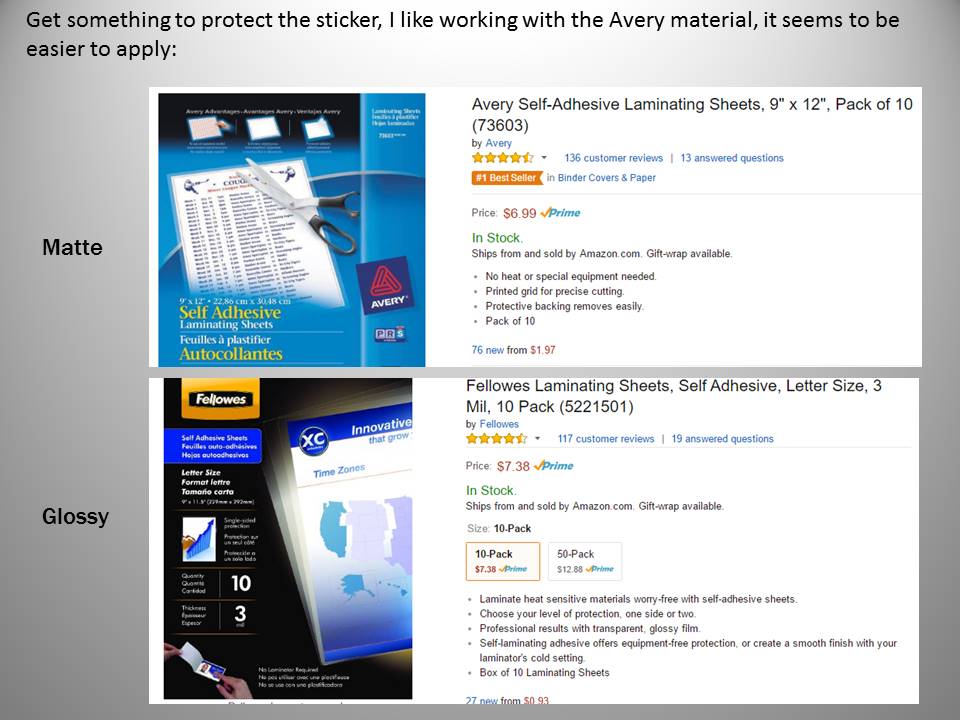 Get something to protect the sticker, I like working with the Avery material, it seems to be
easier to apply:
Matte
Avery Advantages • Avantages Avery • Ventajas Avery
Laminating Sheets
Feuilles à plastifier
Hojas laminadas
73603
COUGARS
AVERY
9" x 12" • 22,86 cm x 30,48 cm
Self Adhesive
Laminating Sheets
Feuilles à plastifier
Autocollantes
PRS
Avery Self-Adhesive Laminating Sheets, 9" x 12", Pack of 10
(73603)
by Avery
136 customer reviews | 13 answered questions
#1 Best Seller in Binder Covers & Paper
Price: $6.99 Prime
In Stock.
Ships from and sold by Amazon.com. Gift-wrap available.
• No heat or special equipment needed.
• Printed grid for precise cutting.
• Protective backing removes easily.
• Pack of 10
76 new from $1.97
Glossy
Fellowes
Self Adhesive Sheets
Feuilles auto-adhésives
Hojas autoadhesivas
Letter Size
Format lettre
Tamaño carta
9" x 11.5" (229mm x 292mm)
Single-sided
protection
Protection sur
un seul côté
Protección a
un solo lado
Quantity
Quantité
Cantidad
10
Thickness
Épaisseur
Espesor
3
mil
No Laminator Required
Ne pas utiliser avec une plastifieuse
No se use con una plastificadora
XC
Innovative
that grow
Time Zones
Fellowes Laminating Sheets, Self Adhesive, Letter Size, 3
Mil, 10 Pack (5221501)
by Fellowes
117 customer reviews | 19 answered questions
Price: $7.38 Prime
In Stock.
Ships from and sold by Amazon.com. Gift-wrap available.
Size: 10-Pack
10-Pack
$7.38 Prime
50-Pack
$12.88 Prime
• Laminate heat sensitive materials worry-free with self-adhesive sheets.
• Choose your level of protection, one side or two.
• Professional results with transparent, glossy film.
• Self-laminating adhesive offers equipment-free protection, or create a smooth finish with your
laminator's cold setting.
• Box of 10 Laminating Sheets
27 new from $0.93